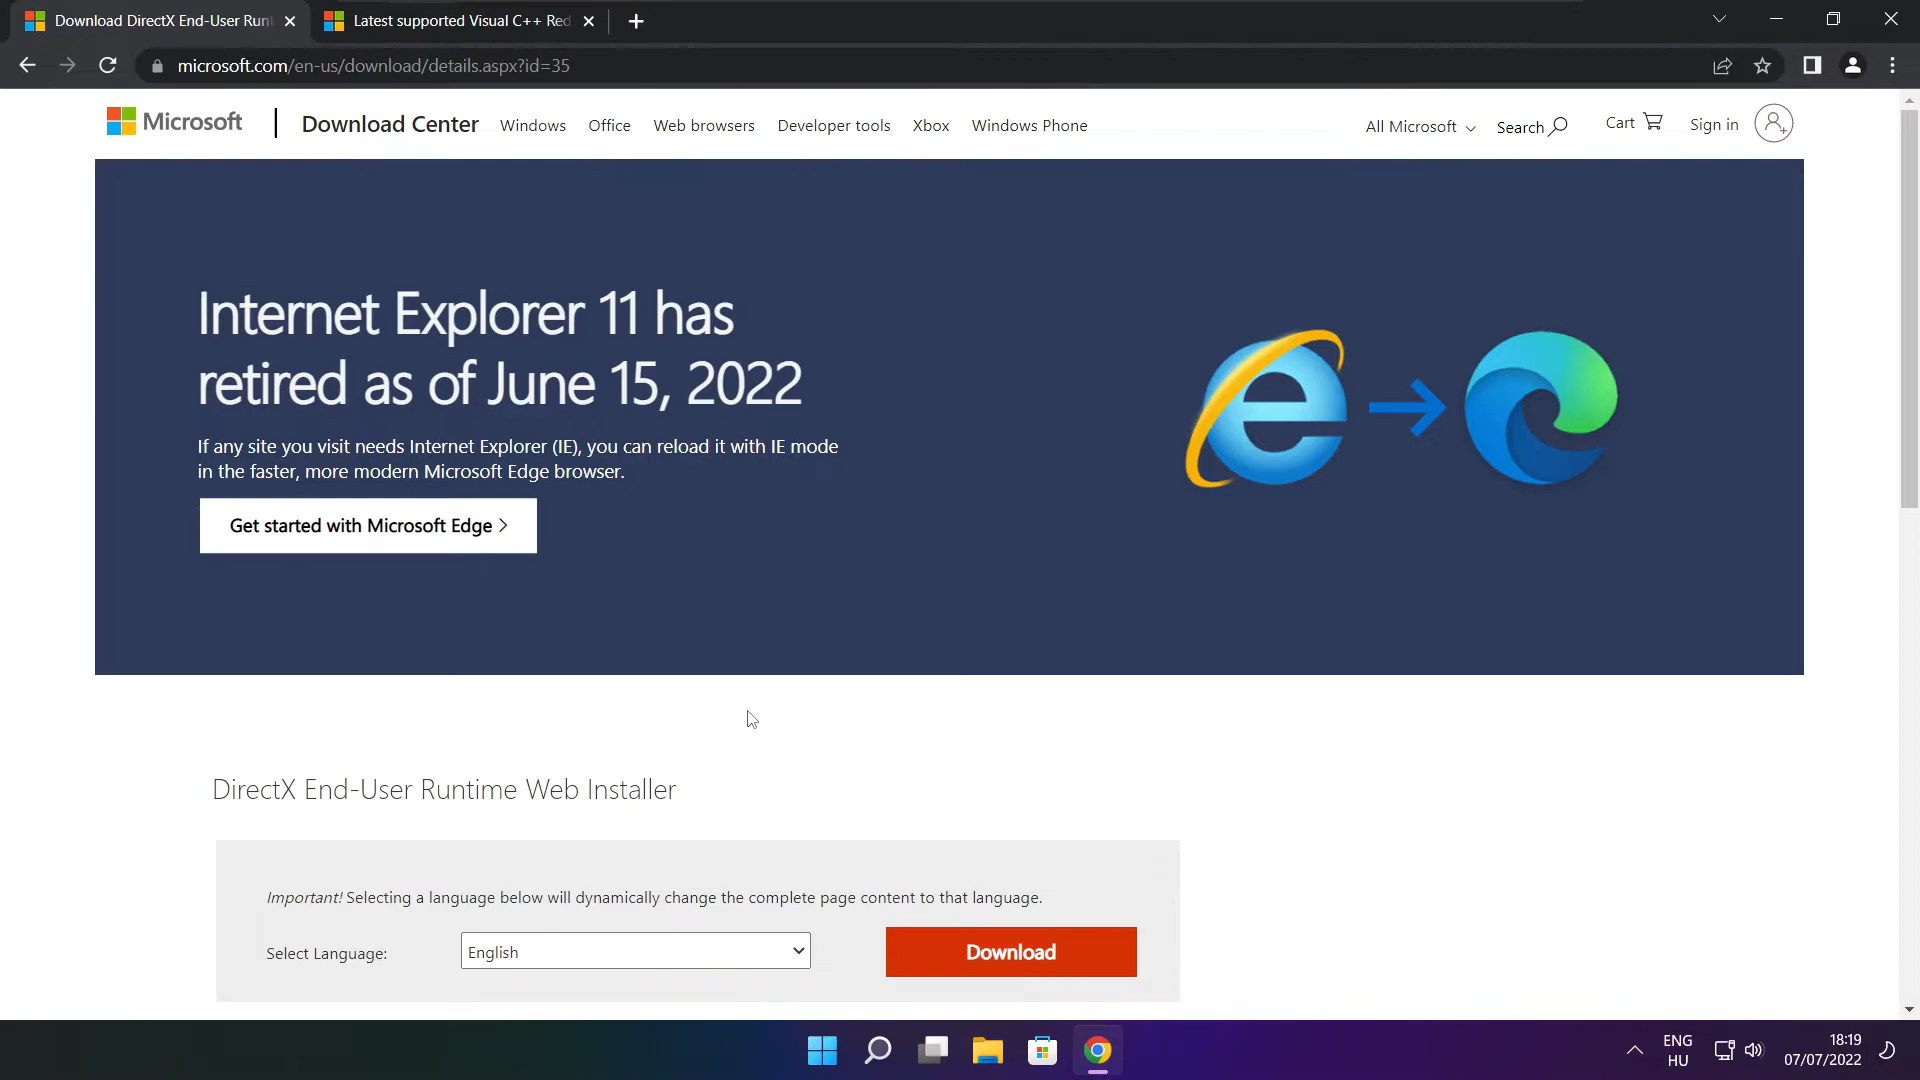 Download DirectX End-User Runt
Latest supported Visual C++ Red
microsoft.com/en-us/download/details.aspx?id=35
Microsoft
Download Center
Windows
Office
Web browsers
Developer tools
Xbox
Windows Phone
All Microsoft
Search
Cart
Sign in
Internet Explorer 11 has
retired as of June 15, 2022
If any site you visit needs Internet Explorer (IE), you can reload it with IE mode
in the faster, more modern Microsoft Edge browser.
Get started with Microsoft Edge >
DirectX End-User Runtime Web Installer
Important! Selecting a language below will dynamically change the complete page content to that language.
Select Language:
English
Download
ENG
HU
18:19
07/07/2022